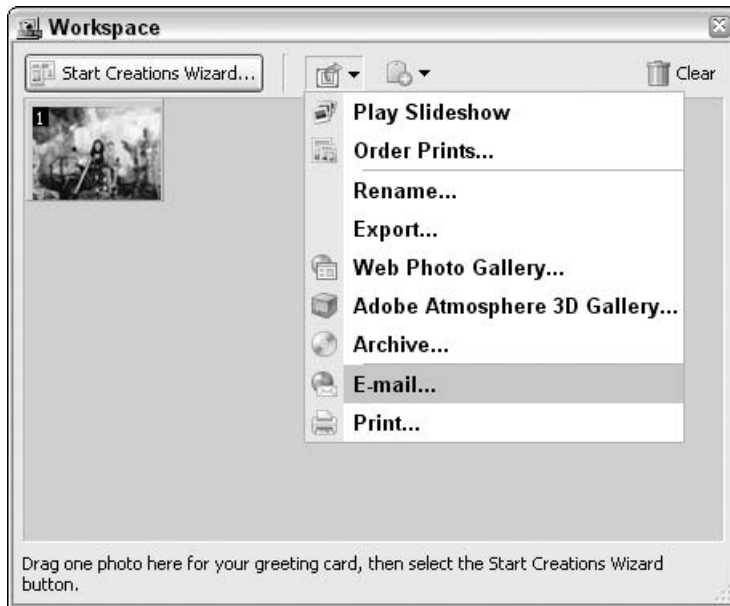 Workspace
Start Creations Wizard...
Clear
1
Play Slideshow
Order Prints...
Rename...
Export...
Web Photo Gallery...
Adobe Atmosphere 3D Gallery...
Archive...
E-mail...
Print...
Drag one photo here for your greeting card, then select the Start Creations Wizard
button.